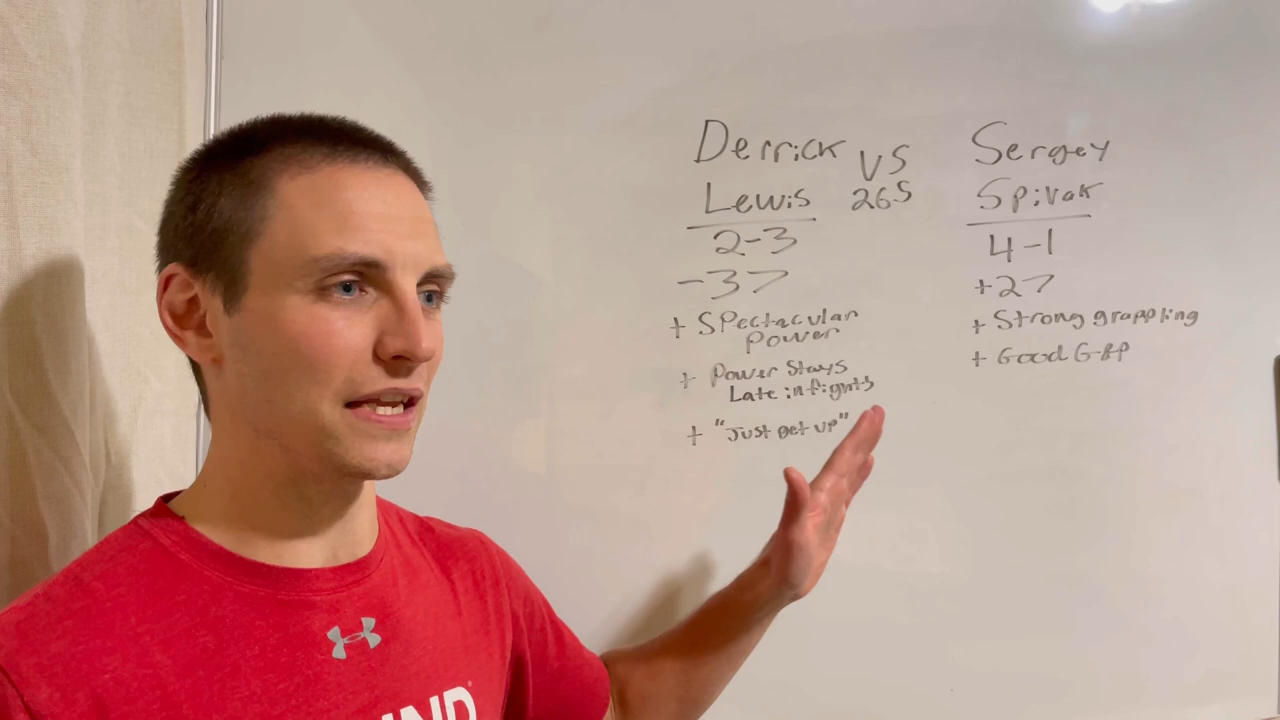 Derrick
Lewis
2-3
-37
+ Spectacular
Power
+ Power Stays
Late in fights
+ "Just get up"
VS
265
Sergey
Spivak
4-1
+27
+ Strong grappling
+ Good G-&P